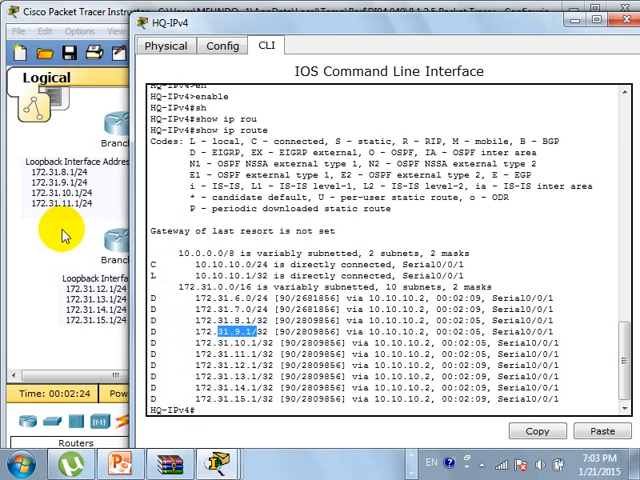 Cisco Packet Tracer Instructor
File Edit Options
Logical
Branc
Loopback Interface Addres
172.31.8.1/24
172.31.9.1/24
172.31.10.1/24
172.31.11.1/24
Branc
Loopback Interfac
172.31.12.1/24
172.31.13.1/24
172.31.14.1/24
172.31.15.1/24
Time: 00:02:24 Pow
Routers
HQ-IPv4
Physical Config CLI
IOS Command Line Interface
HQ-IPv4>en
HQ-IPv4>enable
HQ-IPv4#sh
HQ-IPv4#show ip rou
HQ-IPv4#show ip route
Codes: L - local, C - connected, S - static, R - RIP, M - mobile, B - BGP
D - EIGRP, EX - EIGRP external, O - OSPF, IA - OSPF inter area
N1 - OSPF NSSA external type 1, N2 - OSPF NSSA external type 2
E1 - OSPF external type 1, E2 - OSPF external type 2, E - EGP
i - IS-IS, L1 - IS-IS level-1, L2 - IS-IS level-2, ia - IS-IS inter area
* - candidate default, U - per-user static route, o - ODR
P - periodic downloaded static route
Gateway of last resort is not set
10.0.0.0/8 is variably subnetted, 2 subnets, 2 masks
C 10.10.10.0/24 is directly connected, Serial0/0/1
L 10.10.10.1/32 is directly connected, Serial0/0/1
172.31.0.0/16 is variably subnetted, 10 subnets, 2 masks
D 172.31.6.0/24 [90/2681856] via 10.10.10.2, 00:02:09, Serial0/0/1
D 172.31.7.0/24 [90/2681856] via 10.10.10.2, 00:02:09, Serial0/0/1
D 172.31.8.1/32 [90/2809856] via 10.10.10.2, 00:02:05, Serial0/0/1
D 172.31.9.1/32 [90/2809856] via 10.10.10.2, 00:02:05, Serial0/0/1
D 172.31.10.1/32 [90/2809856] via 10.10.10.2, 00:02:05, Serial0/0/1
D 172.31.11.1/32 [90/2809856] via 10.10.10.2, 00:02:05, Serial0/0/1
D 172.31.12.1/32 [90/2809856] via 10.10.10.2, 00:02:05, Serial0/0/1
D 172.31.13.1/32 [90/2809856] via 10.10.10.2, 00:02:05, Serial0/0/1
D 172.31.14.1/32 [90/2809856] via 10.10.10.2, 00:02:05, Serial0/0/1
D 172.31.15.1/32 [90/2809856] via 10.10.10.2, 00:02:05, Serial0/0/1
HQ-IPv4#
Copy Paste
EN
7:03 PM
1/21/2015